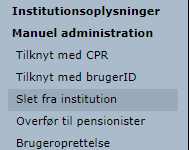 Institutionsoplysninger
Manuel administration
Tilknyt med CPR
Tilknyt med brugerID
Slet fra institution
Overfør til pensionister
Brugeroprettelse